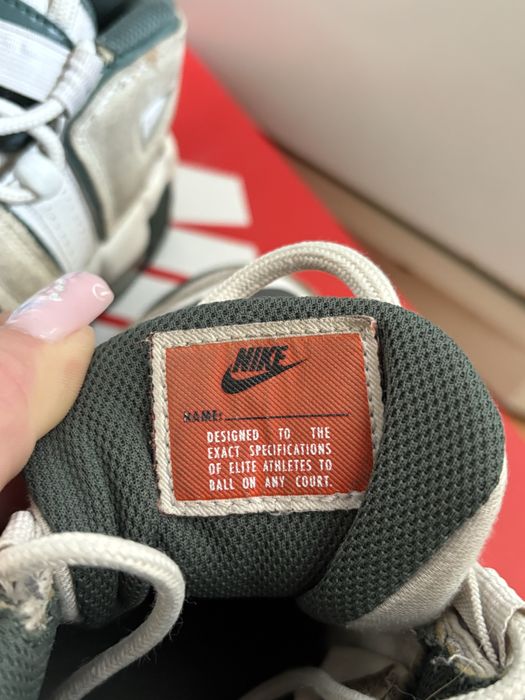 NIKE
NAME:
DESIGNED TO THE
EXACT SPECIFICATIONS
OF ELITE ATHLETES TO
BALL ON ANY COURT.